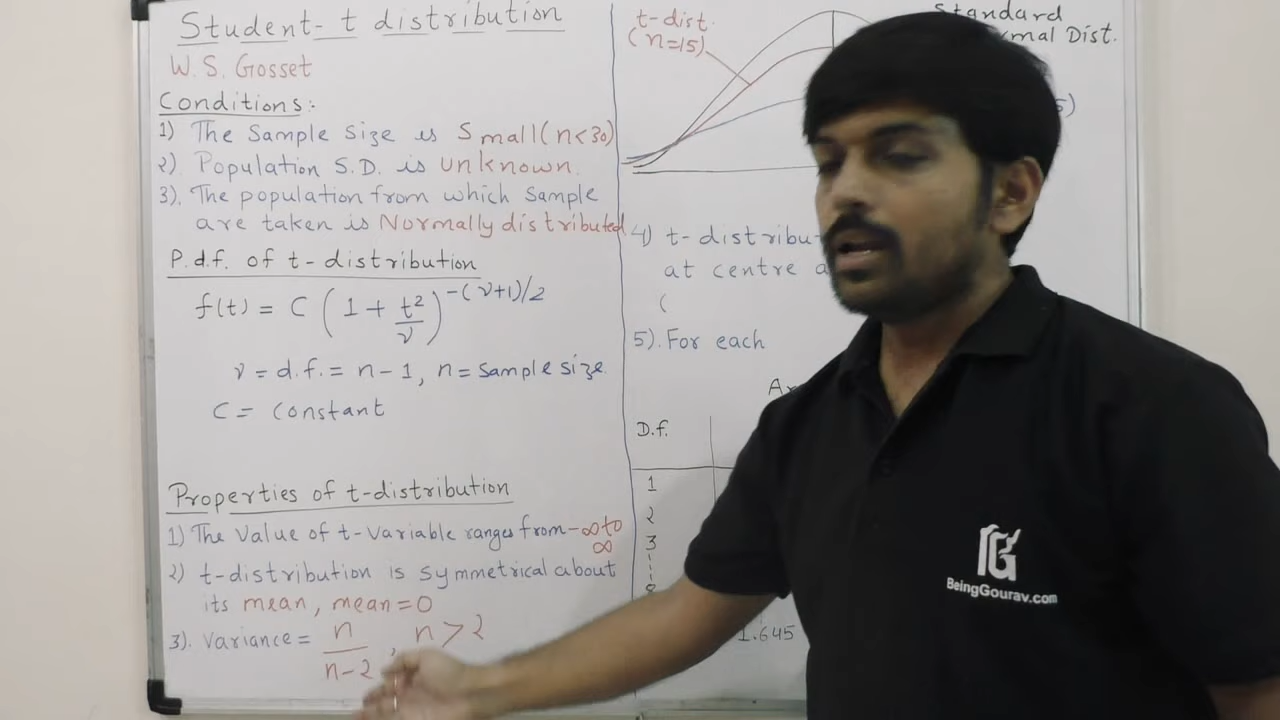 Student- t distribution
W. S. Gosset
Conditions:
1) The Sample Size is Small (n<30)
2). Population S.D. is unknown.
3). The population from which sample
are taken is Normally distributed
P.d.f. of t- distribution
f(t) = C (1 + t²/ν)^-(ν+1)/2
ν = d.f. = n-1, n = Sample size.
C = Constant
Properties of t-distribution
1) The Value of t-variable ranges from -∞ to
∞
2) t-distribution is symmetrical about
its mean, mean=0
3). Variance = n/n-2, n>2
t-dist.
(n=15)
Standard
Dist.
5)
4) t-
at centre
(
5). For each
D.f.
1
2
3
1.645
BeingGourav.com